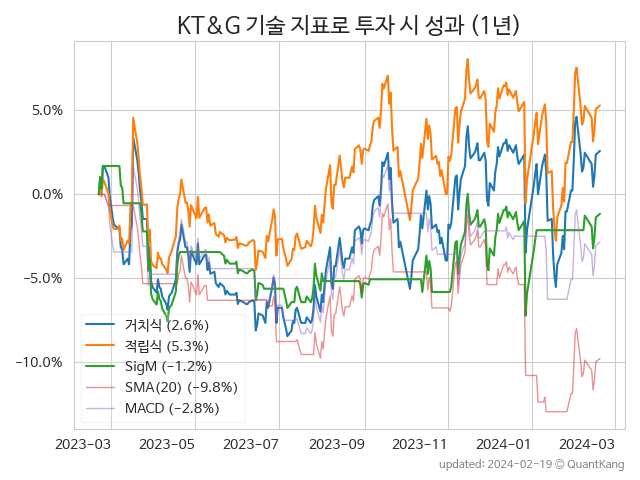 KT&G 기술 지표로 투자 시 성과 (1년)
5.0%
0.0%
−5.0%
−10.0%
거치식 (2.6%)
적립식 (5.3%)
SigM (−1.2%)
SMA(20) (−9.8%)
MACD (−2.8%)
2023-03 2023-05 2023-07 2023-09 2023-11 2024-01 2024-03
updated: 2024-02-19 © QuantKang